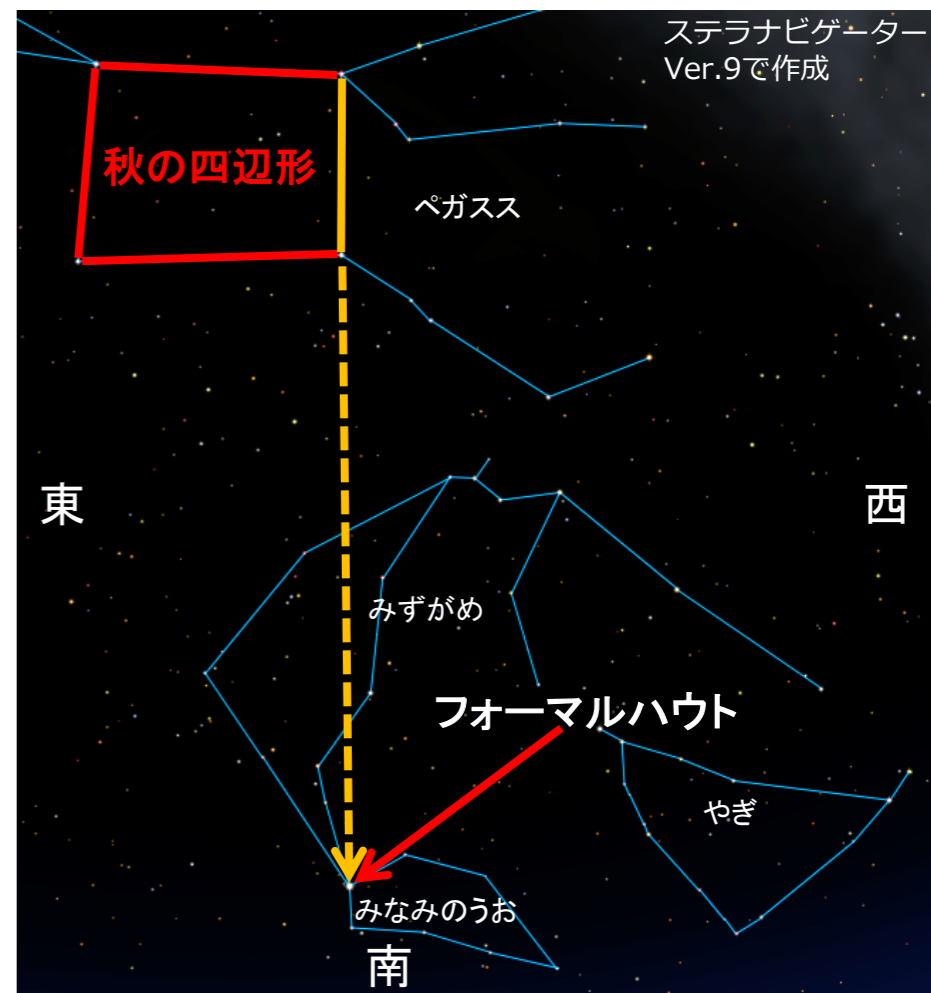 ステラナビゲーター
Ver.9で作成
秋の四辺形
ペガスス
東
西
みずがめ
フォーマルハウト
やぎ
みなみのうお
南